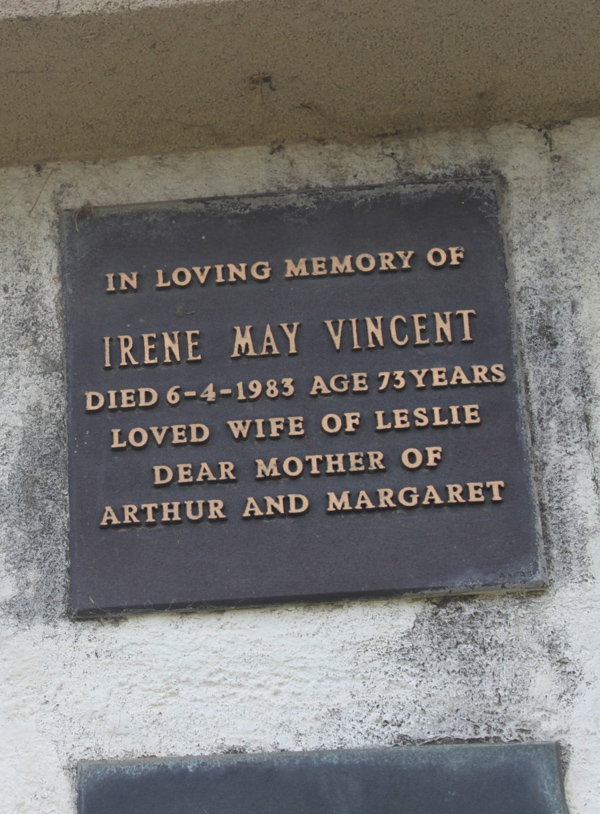 IN LOVING MEMORY OF
IRENE MAY VINCENT
DIED 6-4-1983 AGE 73 YEARS
LOVED WIFE OF LESLIE
DEAR MOTHER OF
ARTHUR AND MARGARET